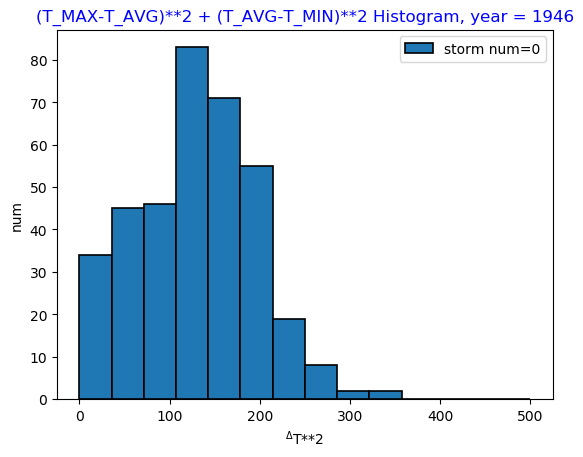 (T_MAX-T_AVG)**2 + (T_AVG-T_MIN)**2 Histogram, year = 1946
storm num=0
80
70
60
50
40
30
20
10
0
num
0 100 200 300 400 500
ΔT**2